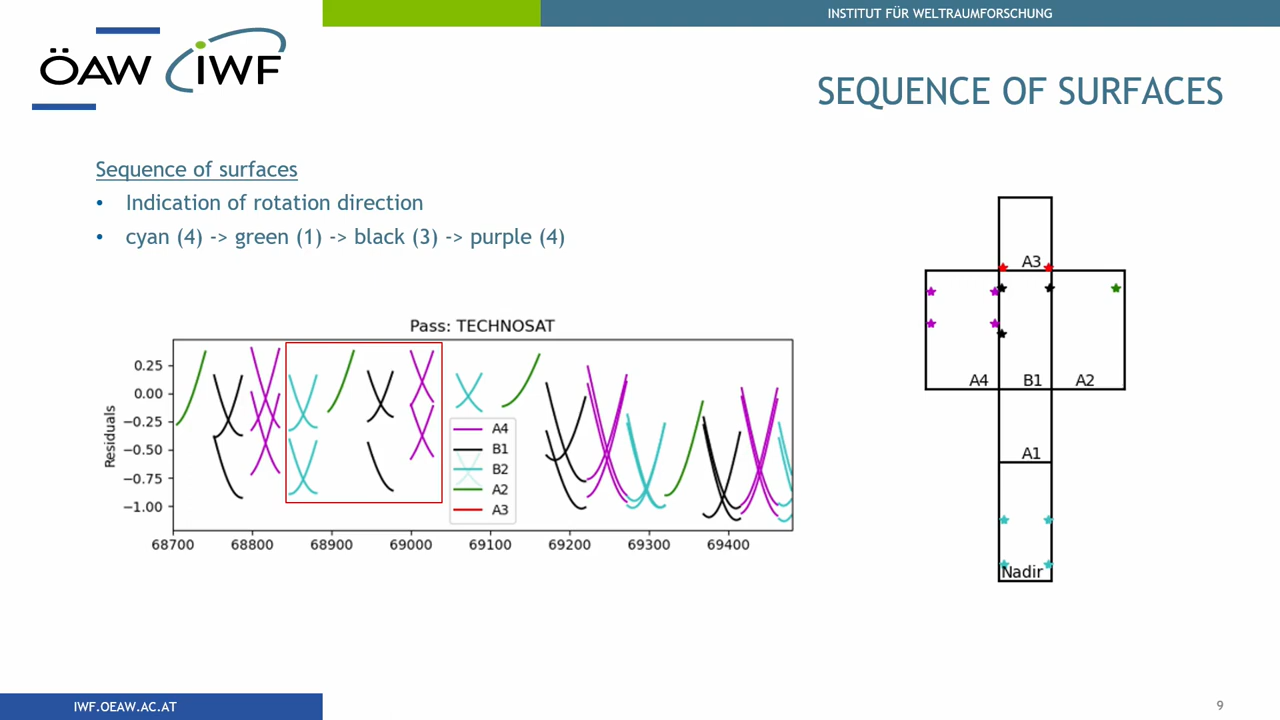 INSTITUT FÜR WELTRAUMFORSCHUNG
ÖAW IWF
SEQUENCE OF SURFACES
Sequence of surfaces
• Indication of rotation direction
• cyan (4) -> green (1) -> black (3) -> purple (4)
Pass: TECHNOSAT
Residuals
0.25
0.00
−0.25
−0.50
−0.75
−1.00
68700 68800 68900 69000 69100 69200 69300 69400
A4
B1
B2
A2
A3
A3
A4 B1 A2
A1
Nadir
IWF.OEAW.AC.AT
9